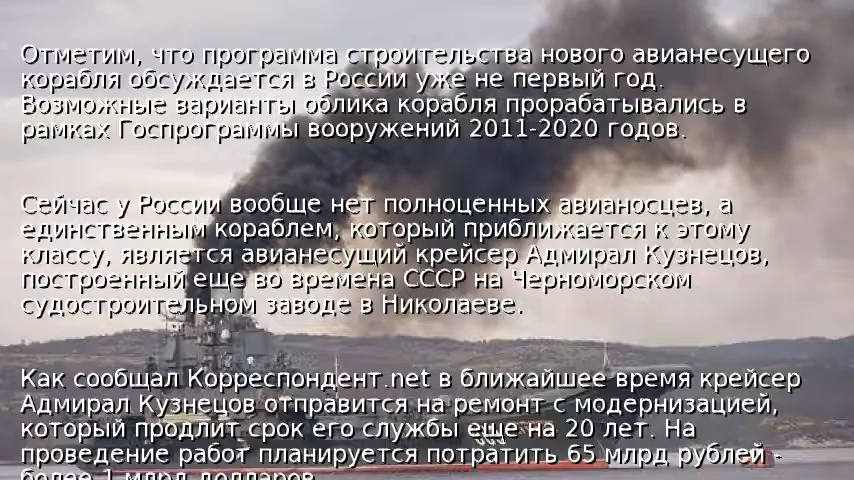 Отметим, что программа строительства нового авианесущего
корабля обсуждается в России уже не первый год.
Возможные варианты облика корабля прорабатывались в
рамках Госпрограммы вооружений 2011-2020 годов.
Сейчас у России вообще нет полноценных авианосцев, а
единственным кораблем, который приближается к этому
классу, является авианесущий крейсер Адмирал Кузнецов,
построенный еще во времена СССР на Черноморском
судостроительном заводе в Николаеве.
Как сообщал Корреспондент.net в ближайшее время крейсер
Адмирал Кузнецов отправится на ремонт с модернизацией,
который продлит срок его службы еще на 20 лет. На
проведение работ планируется потратить 65 млрд рублей -
более 1 млрд долларов.